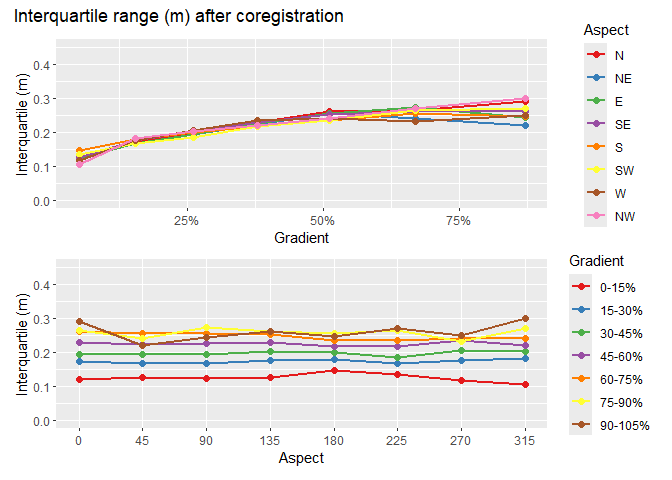 Interquartile range (m) after coregistration
Interquartile (m)
0.4
0.3
0.2
0.1
0.0
25%
50%
75%
Gradient
Aspect
N
NE
E
SE
S
SW
W
NW
Interquartile (m)
0.4
0.3
0.2
0.1
0.0
0
45
90
135
180
225
270
315
Aspect
Gradient
0-15%
15-30%
30-45%
45-60%
60-75%
75-90%
90-105%